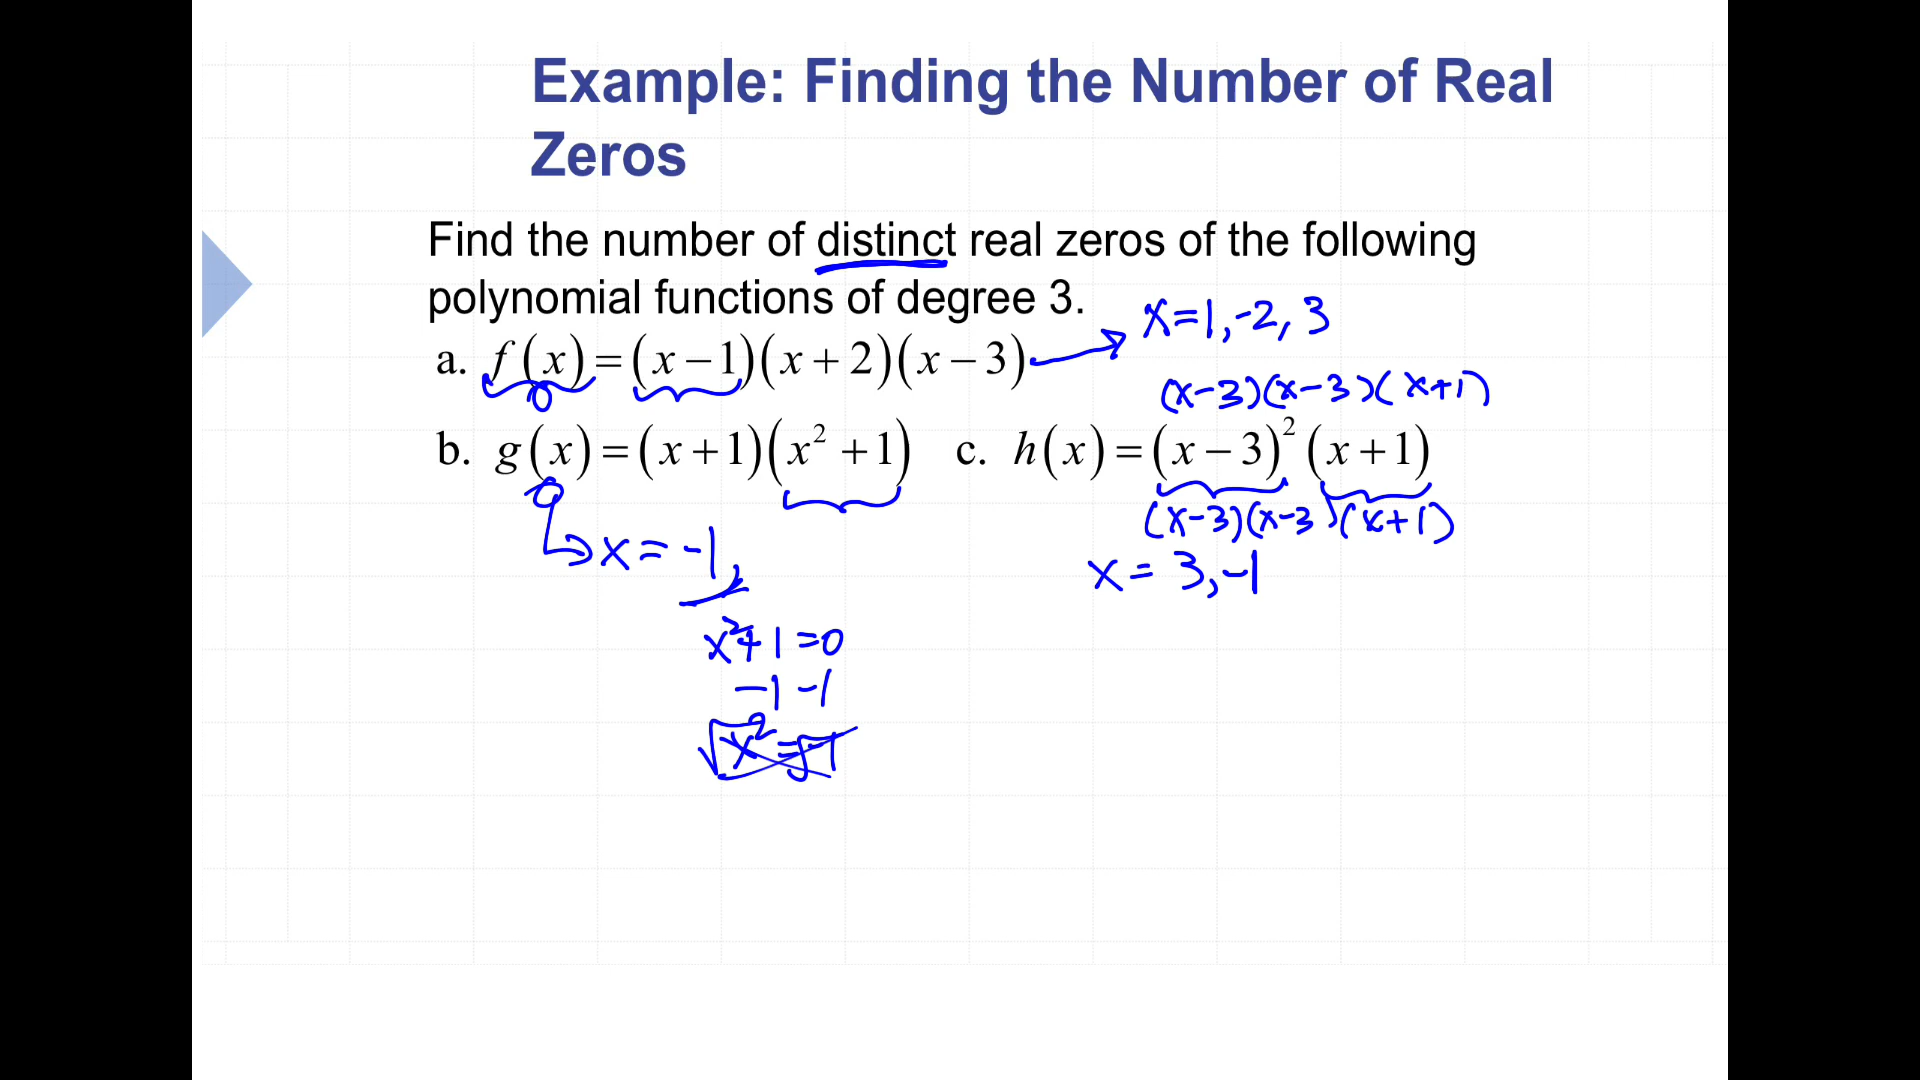 Example: Finding the Number of Real
Zeros
Find the number of distinct real zeros of the following
polynomial functions of degree 3.
x=1,-2,3
a. f(x)=(x−1)(x+2)(x−3)
0
(x-3)(x-3)(x+1)
b. g(x)=(x+1)(x²+1) c. h(x)=(x−3)²(x+1)
0
(x-3)(x-3)(x+1)
x=-1,
x=3,-1
x²+1=0
-1 -1
√x²=√-1